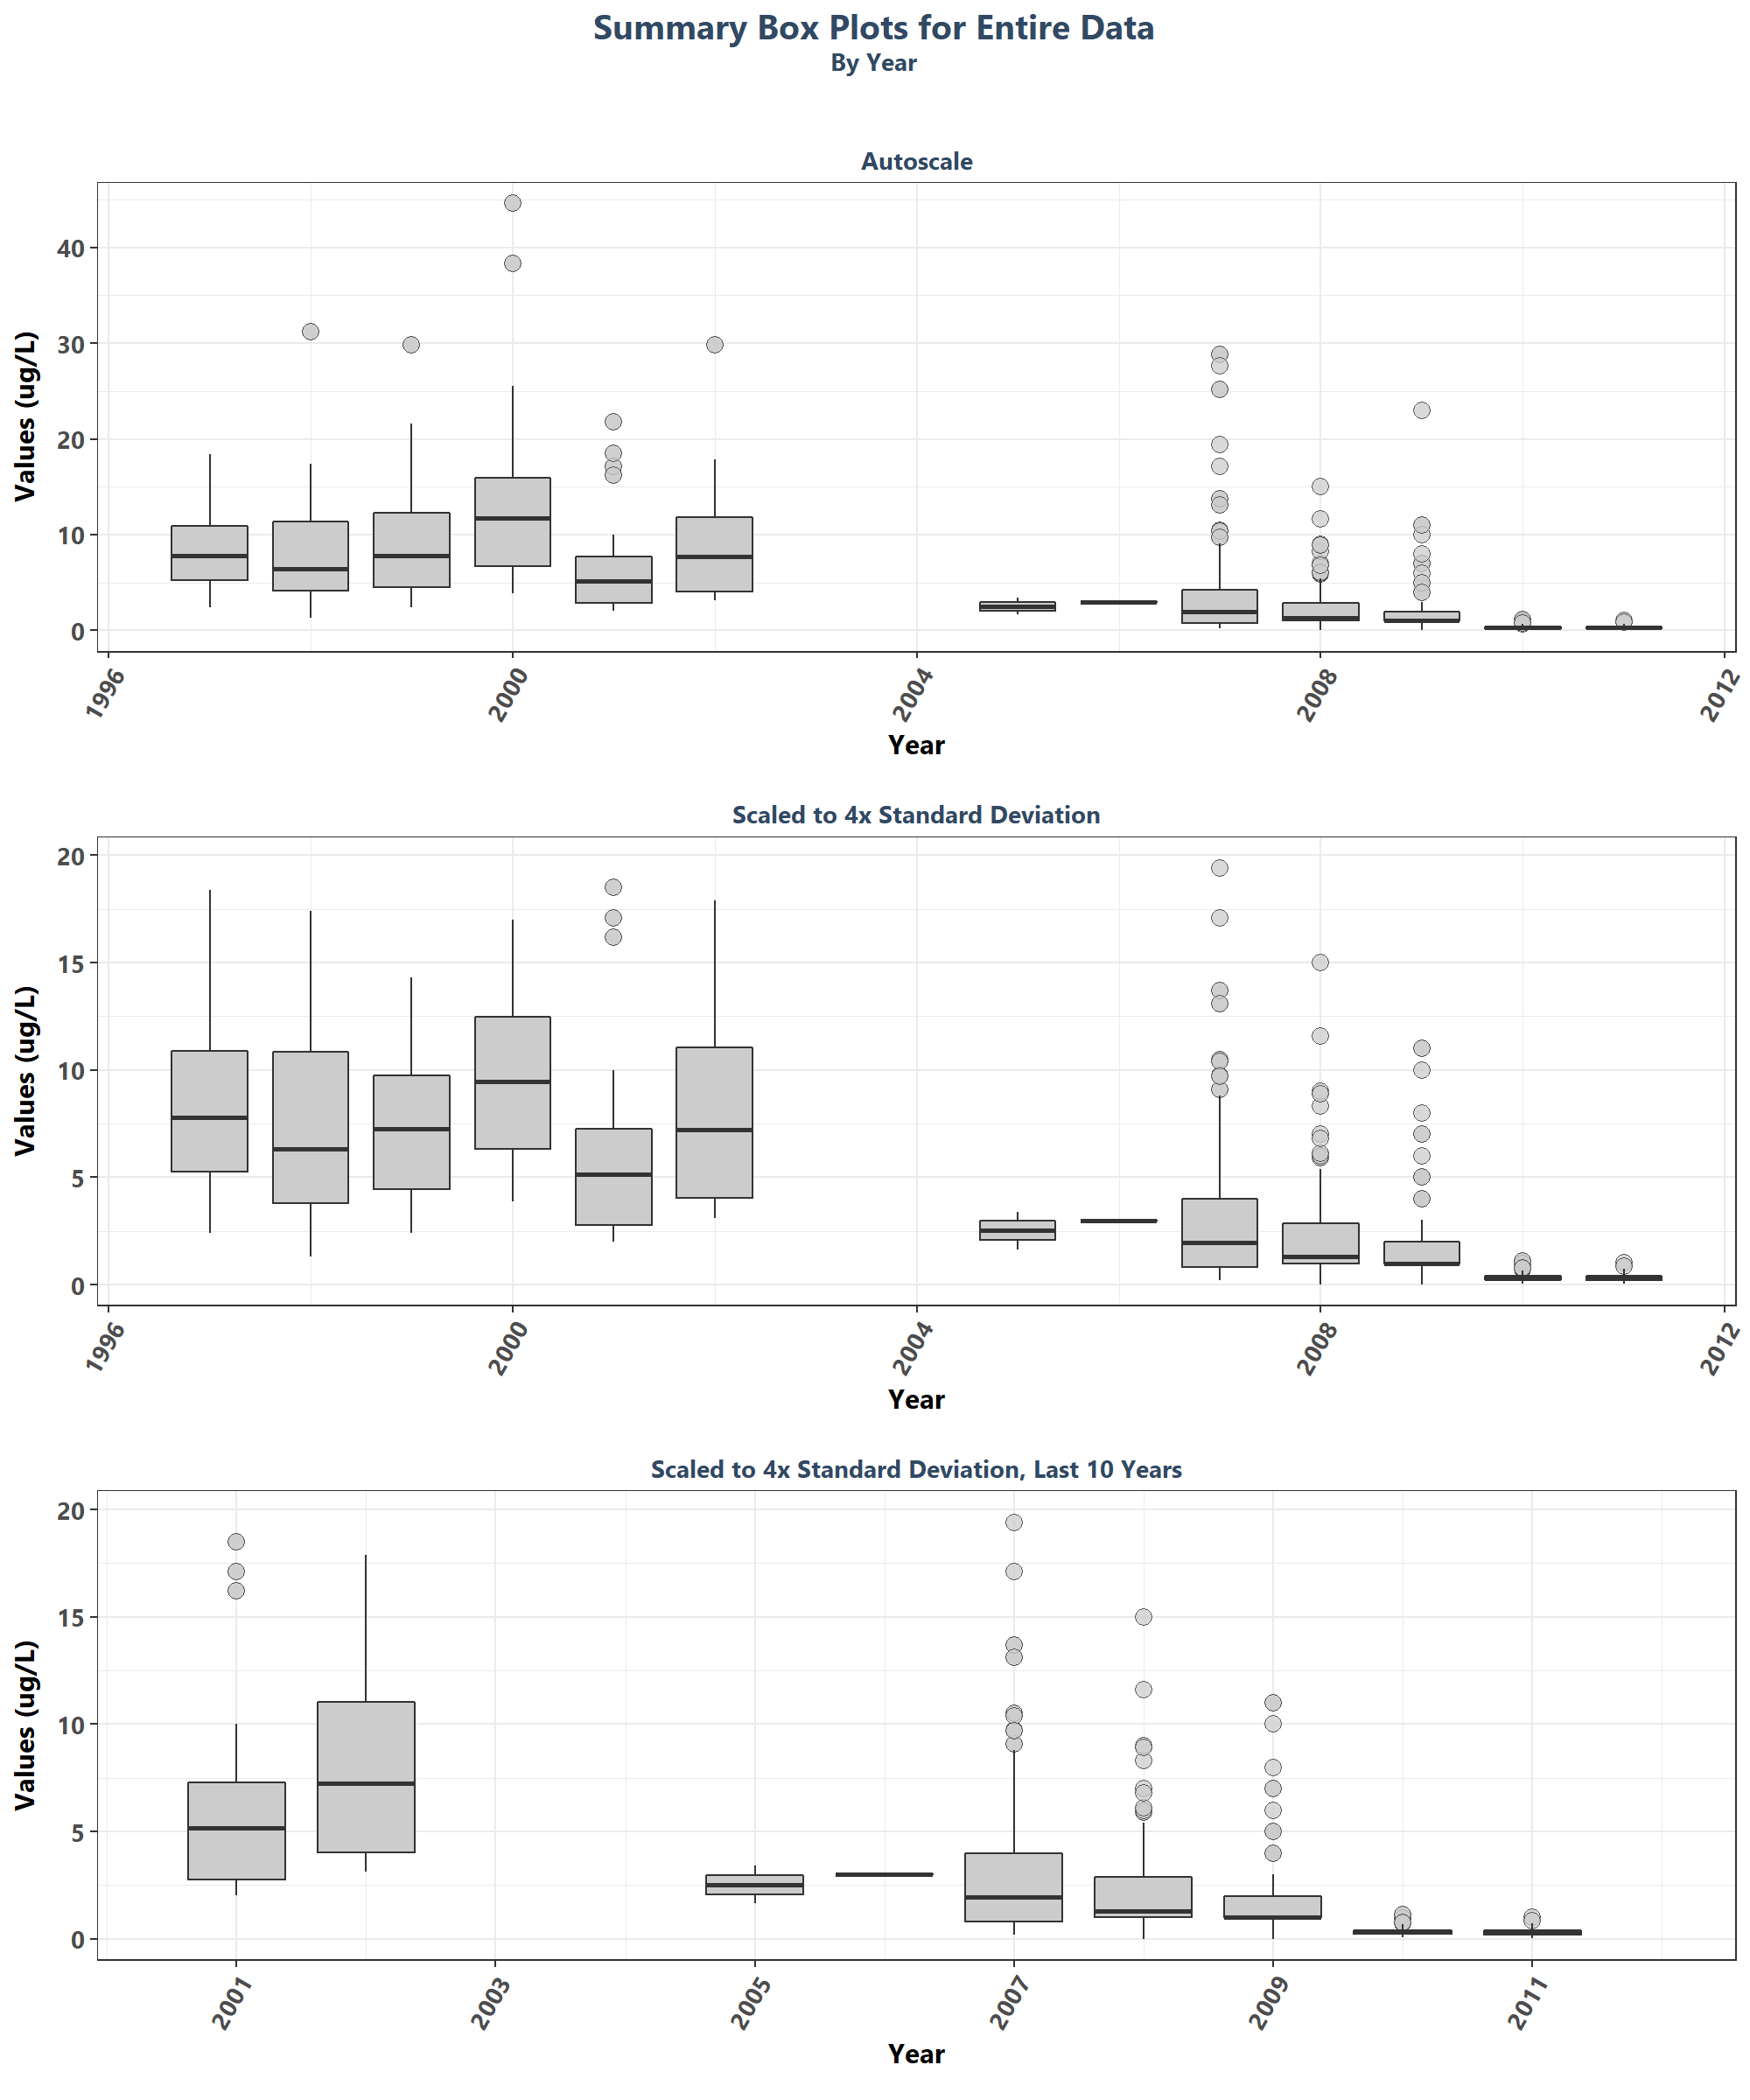 Summary Box Plots for Entire Data
By Year
Autoscale
Values (ug/L)
40
30
20
10
0
1996
2000
2004
2008
2012
Year
Scaled to 4x Standard Deviation
Values (ug/L)
20
15
10
5
0
1996
2000
2004
2008
2012
Year
Scaled to 4x Standard Deviation, Last 10 Years
Values (ug/L)
20
15
10
5
0
2001
2003
2005
2007
2009
2011
Year